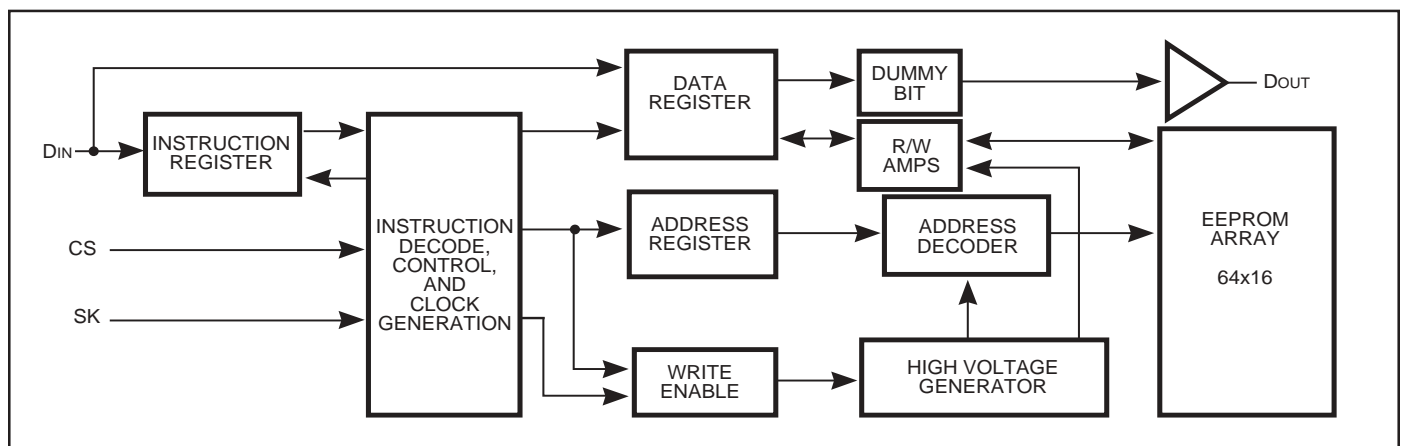 DIN
CS
SK
INSTRUCTION
REGISTER
INSTRUCTION
DECODE,
CONTROL,
AND
CLOCK
GENERATION
DATA
REGISTER
ADDRESS
REGISTER
WRITE
ENABLE
DUMMY
BIT
R/W
AMPS
ADDRESS
DECODER
HIGH VOLTAGE
GENERATOR
DOUT
EEPROM
ARRAY
64x16